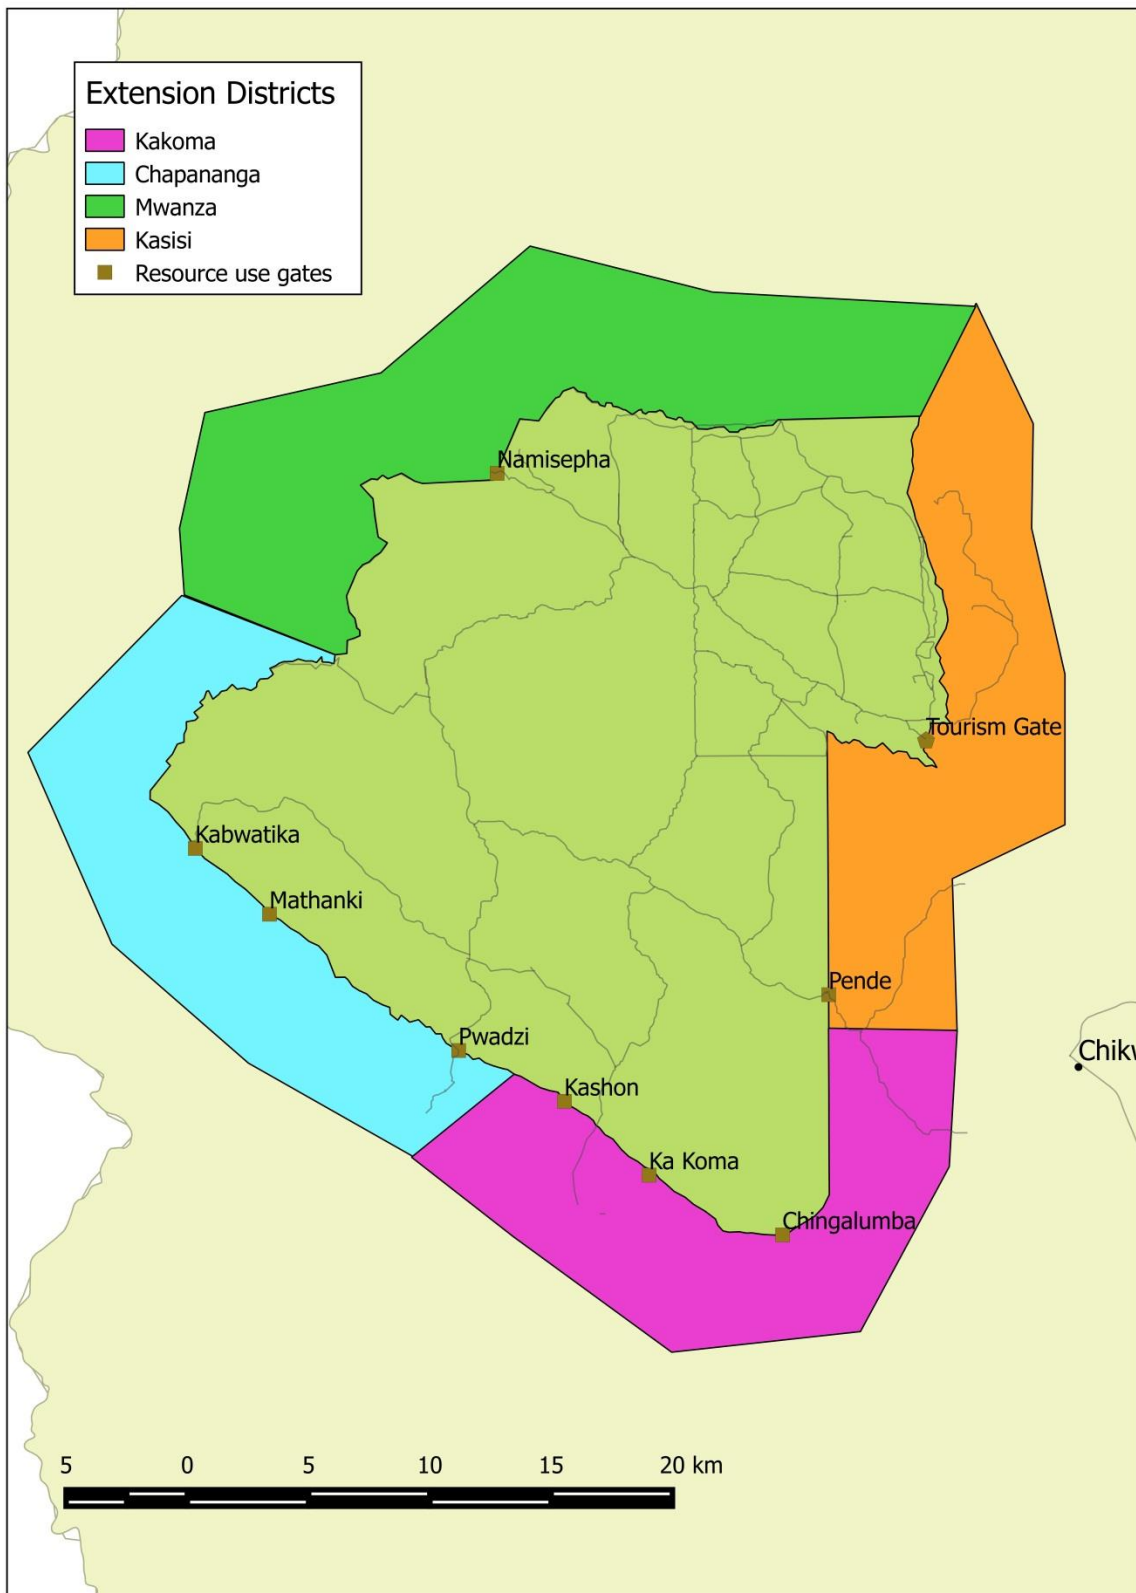 Extension Districts
Kakoma
Chapananga
Mwanza
Kasisi
Resource use gates
Namisepha
Tourism Gate
Kabwatika
Mathanki
Pende
Pwadzi
Chikw
Kashon
Ka Koma
Chingalumba
5 0 5 10 15 20 km